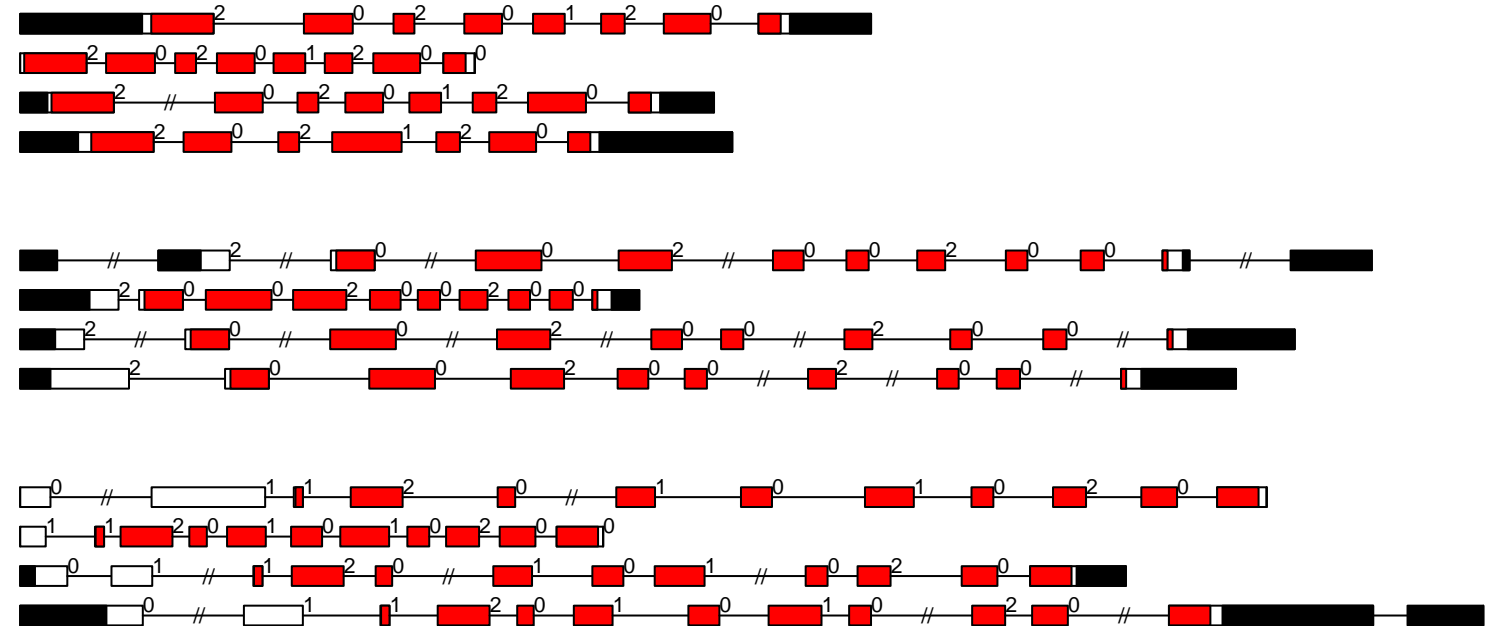 2 0 2 0 1 2 0
2 0 2 0 1 2 0 0
2 // 0 2 0 1 2 0
2 0 2 1 2 0
// 2 // 0 // 0 2 // 0 0 2 0 0 //
2 0 0 2 0 0 2 0 0
2 // 0 // 0 // 2 // 0 0 // 2 0 0 //
2 0 0 2 0 0 // 2 // 0 0 //
0 // 1 1 2 0 // 1 0 1 0 2 0
1 1 2 0 1 0 1 0 2 0 0
0 1 // 1 2 0 // 1 0 1 // 0 2 0
0 // 1 1 2 0 1 0 1 0 // 2 0 //